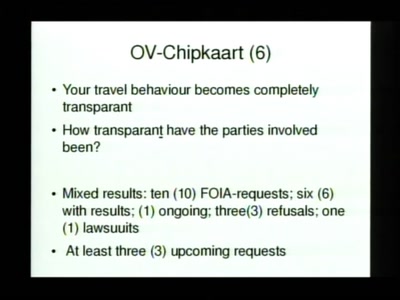 OV-Chipkaart (6)
• Your travel behaviour becomes completely
transparant
• How transparant have the parties involved
been?
• Mixed results: ten (10) FOIA-requests; six (6)
with results; (1) ongoing; three(3) refusals; one
(1) lawsuuits
• At least three (3) upcoming requests